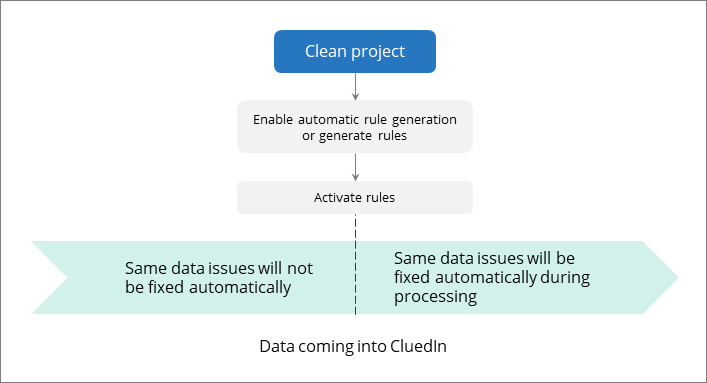 Clean project
Enable automatic rule generation
or generate rules
Activate rules
Same data issues will not
be fixed automatically
Same data issues will be
fixed automatically during
processing
Data coming into CluedIn